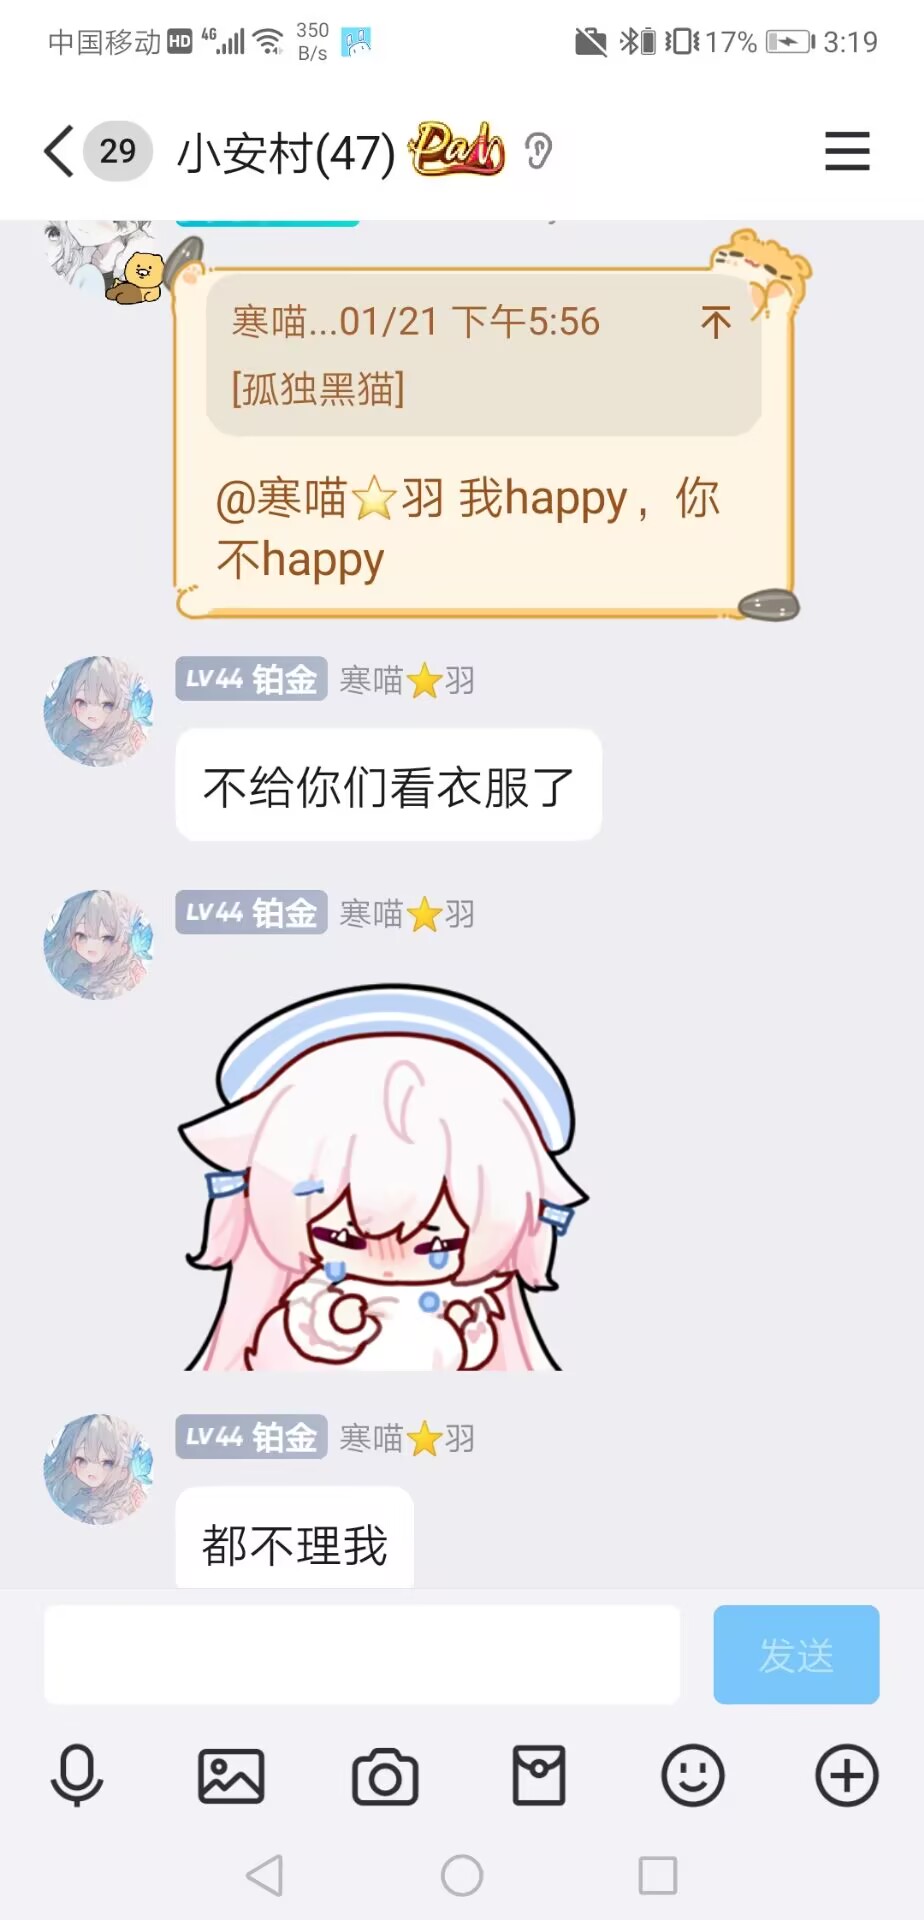 中国移动 HD 4G 350 B/s 17% 3:19
29 小安村(47) Pah
寒喵...01/21 下午5:56
[孤独黑猫]
@寒喵⭐羽 我happy，你
不happy
LV44 铂金 寒喵⭐羽
不给你们看衣服了
LV44 铂金 寒喵⭐羽
LV44 铂金 寒喵⭐羽
都不理我
发送